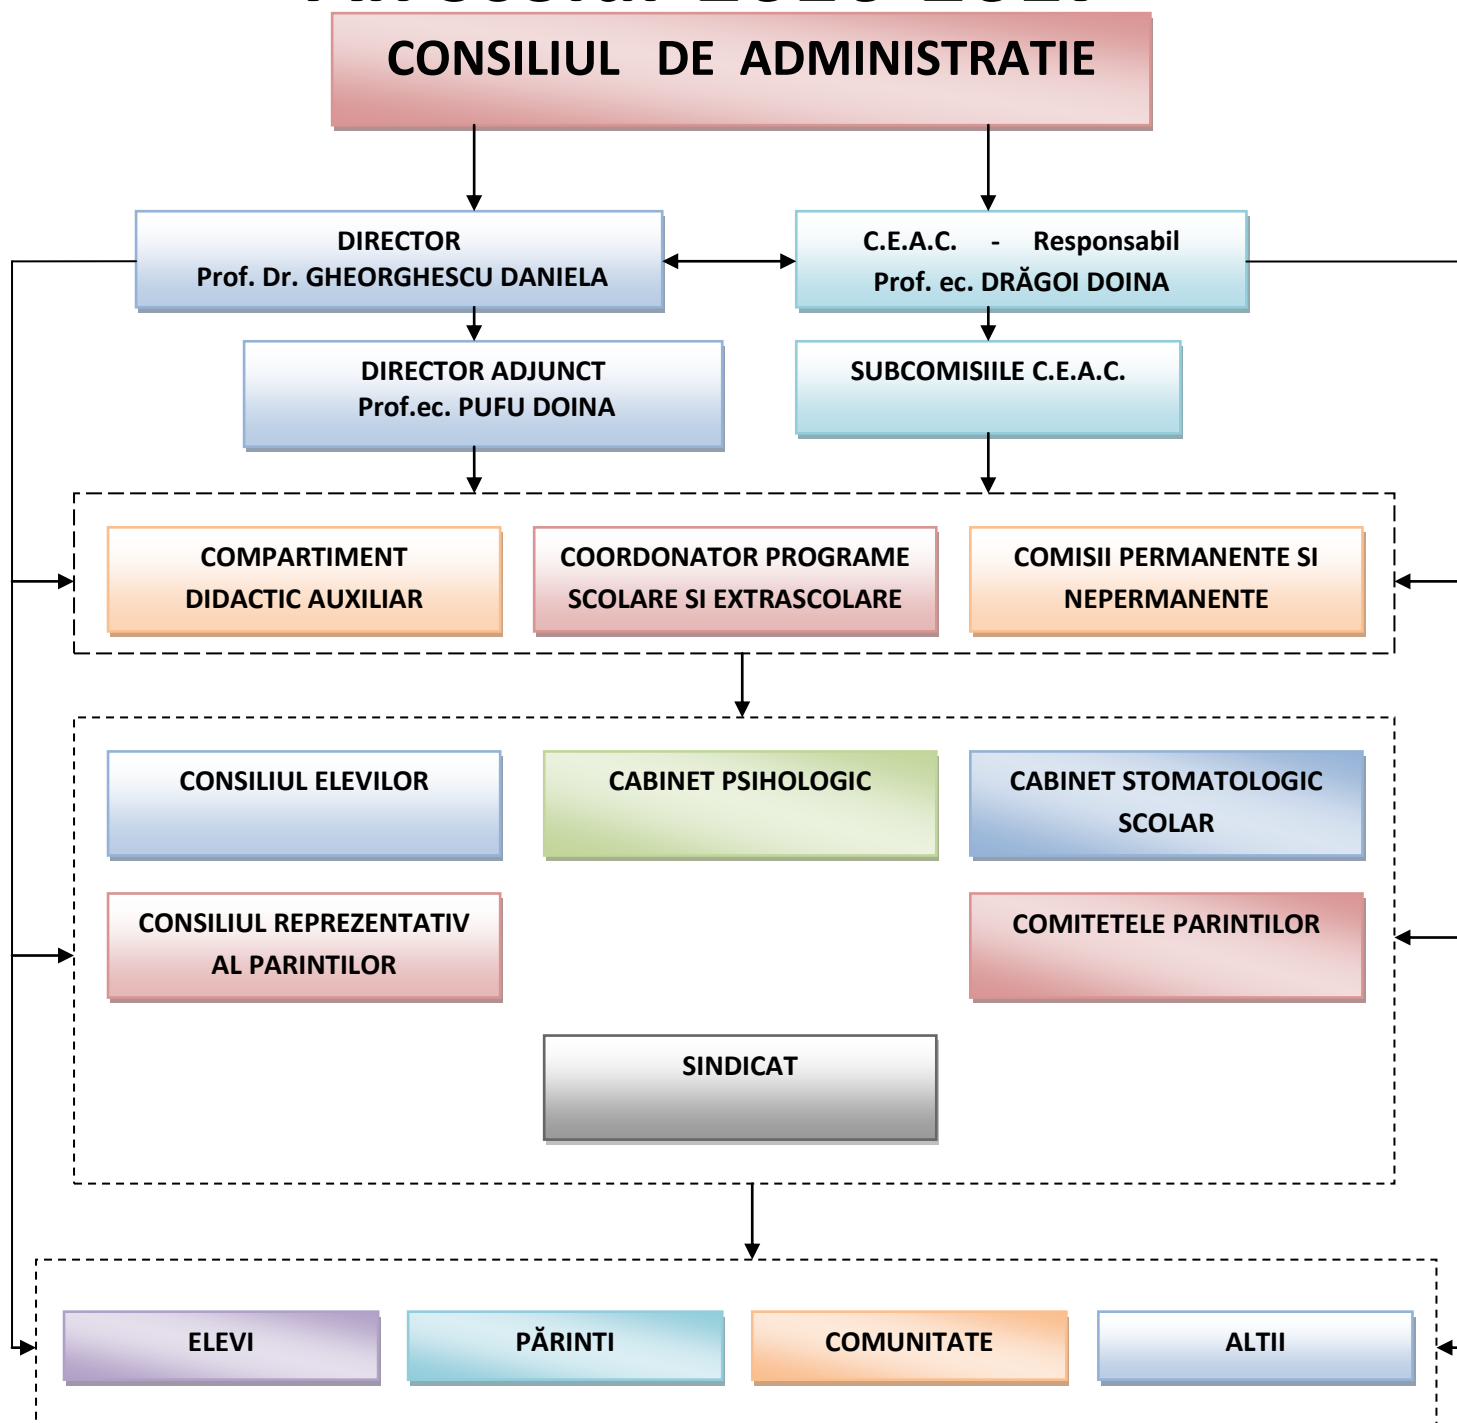 CONSILIUL DE ADMINISTRATIE
DIRECTOR
Prof. Dr. GHEORGHESCU DANIELA
C.E.A.C. - Responsabil
Prof. ec. DRĂGOI DOINA
DIRECTOR ADJUNCT
Prof.ec. PUFU DOINA
SUBCOMISIILE C.E.A.C.
COMPARTIMENT
DIDACTIC AUXILIAR
COORDONATOR PROGRAME
SCOLARE SI EXTRASCOLARE
COMISII PERMANENTE SI
NEPERMANENTE
CONSILIUL ELEVILOR
CABINET PSIHOLOGIC
CABINET STOMATOLOGIC
SCOLAR
CONSILIUL REPREZENTATIV
AL PARINTILOR
COMITETELE PARINTILOR
SINDICAT
ELEVI
PĂRINTI
COMUNITATE
ALTII